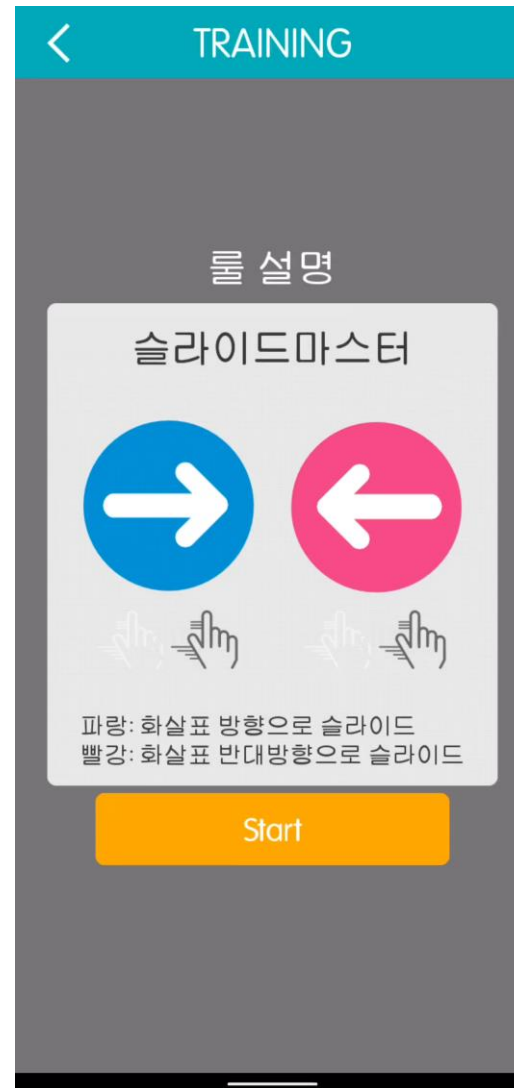 TRAINING
룰 설명
슬라이드마스터
파랑: 화살표 방향으로 슬라이드
빨강: 화살표 반대방향으로 슬라이드
Start